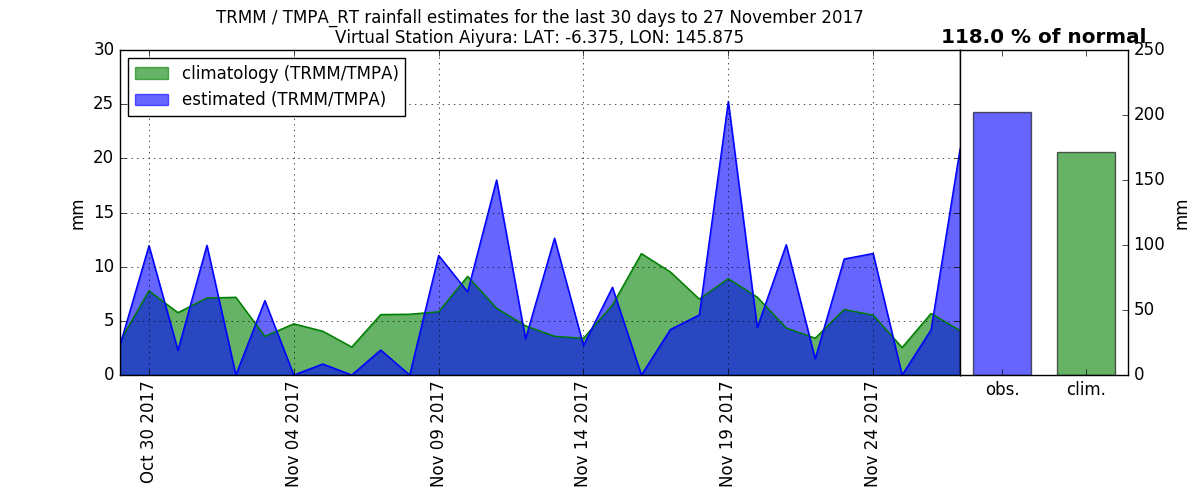 TRMM / TMPA_RT rainfall estimates for the last 30 days to 27 November 2017
Virtual Station Aiyura: LAT: -6.375, LON: 145.875
118.0 % of normal
climatology (TRMM/TMPA)
estimated (TRMM/TMPA)
30
25
20
15
10
5
0
mm
250
200
150
100
50
0
mm
Oct 30 2017
Nov 04 2017
Nov 09 2017
Nov 14 2017
Nov 19 2017
Nov 24 2017
obs.
clim.